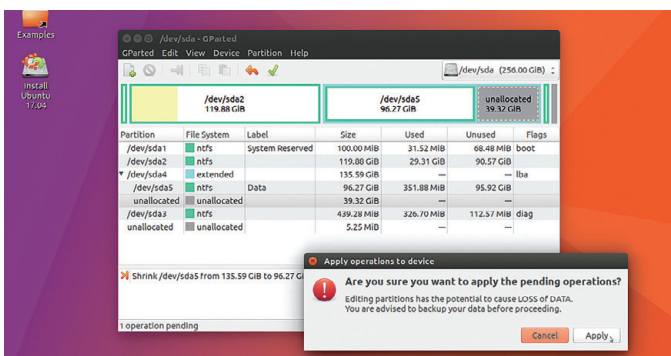 Examples
Install
Ubuntu
17.04
/dev/sda - GParted
GParted Edit View Device Partition Help
/dev/sda (256.00 GiB)
/dev/sda2
119.88 GiB
/dev/sda5
96.27 GiB
unallocated
39.32 GiB
Partition File System Label Size Used Unused Flags
/dev/sda1 ntfs System Reserved 100.00 MiB 31.52 MiB 68.48 MiB boot
/dev/sda2 ntfs 119.88 GiB 29.31 GiB 90.57 GiB
/dev/sda4 extended 135.59 GiB --- --- lba
/dev/sda5 ntfs Data 96.27 GiB 351.88 MiB 95.92 GiB
unallocated unallocated 39.32 GiB --- ---
/dev/sda3 ntfs 439.28 MiB 326.70 MiB 112.57 MiB diag
unallocated unallocated 5.25 MiB --- ---
Shrink /dev/sda5 from 135.59 GiB to 96.27 Gi
1 operation pending
Apply operations to device
Are you sure you want to apply the pending operations?
Editing partitions has the potential to cause LOSS of DATA.
You are advised to backup your data before proceeding.
Cancel Apply